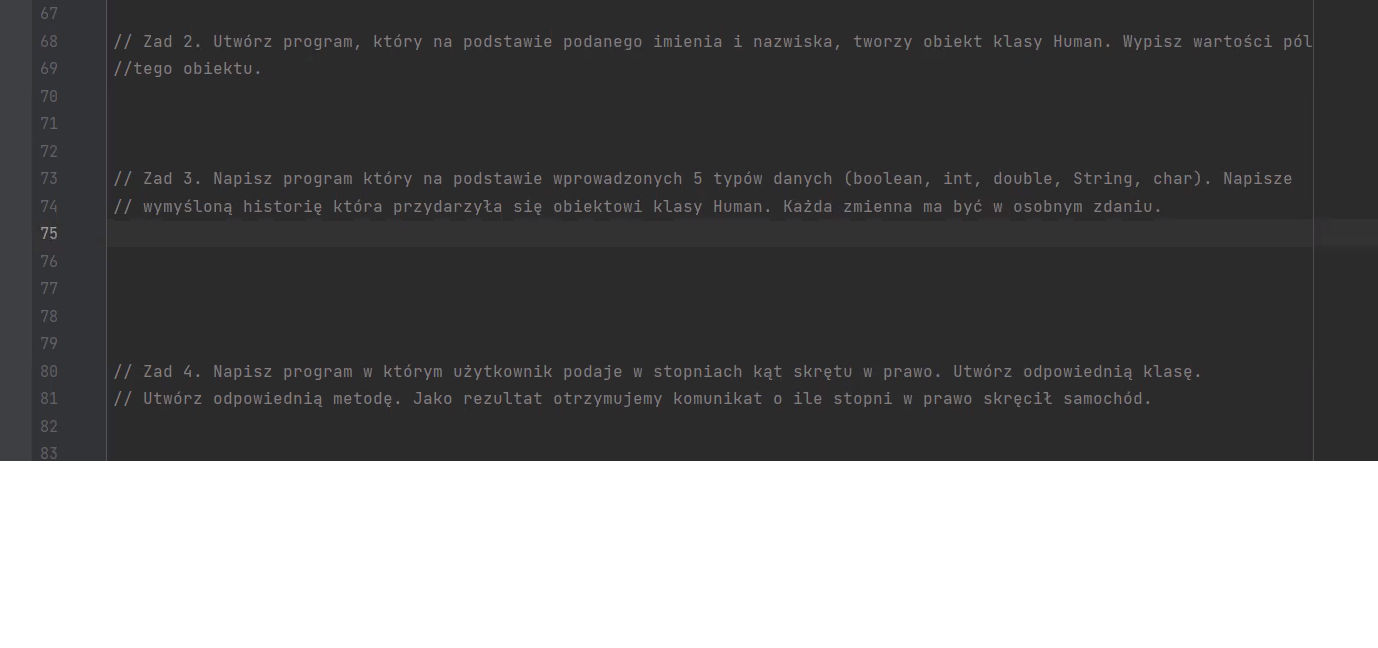 67
68 // Zad 2. Utwórz program, który na podstawie podanego imienia i nazwiska, tworzy obiekt klasy Human. Wypisz wartości pól
69 //tego obiektu.
70
71
72
73 // Zad 3. Napisz program który na podstawie wprowadzonych 5 typów danych (boolean, int, double, String, char). Napisze
74 // wymyśloną historię która przydarzyła się obiektowi klasy Human. Każda zmienna ma być w osobnym zdaniu.
75
76
77
78
79
80 // Zad 4. Napisz program w którym użytkownik podaje w stopniach kąt skrętu w prawo. Utwórz odpowiednią klasę.
81 // Utwórz odpowiednią metodę. Jako rezultat otrzymujemy komunikat o ile stopni w prawo skręcił samochód.
82
83